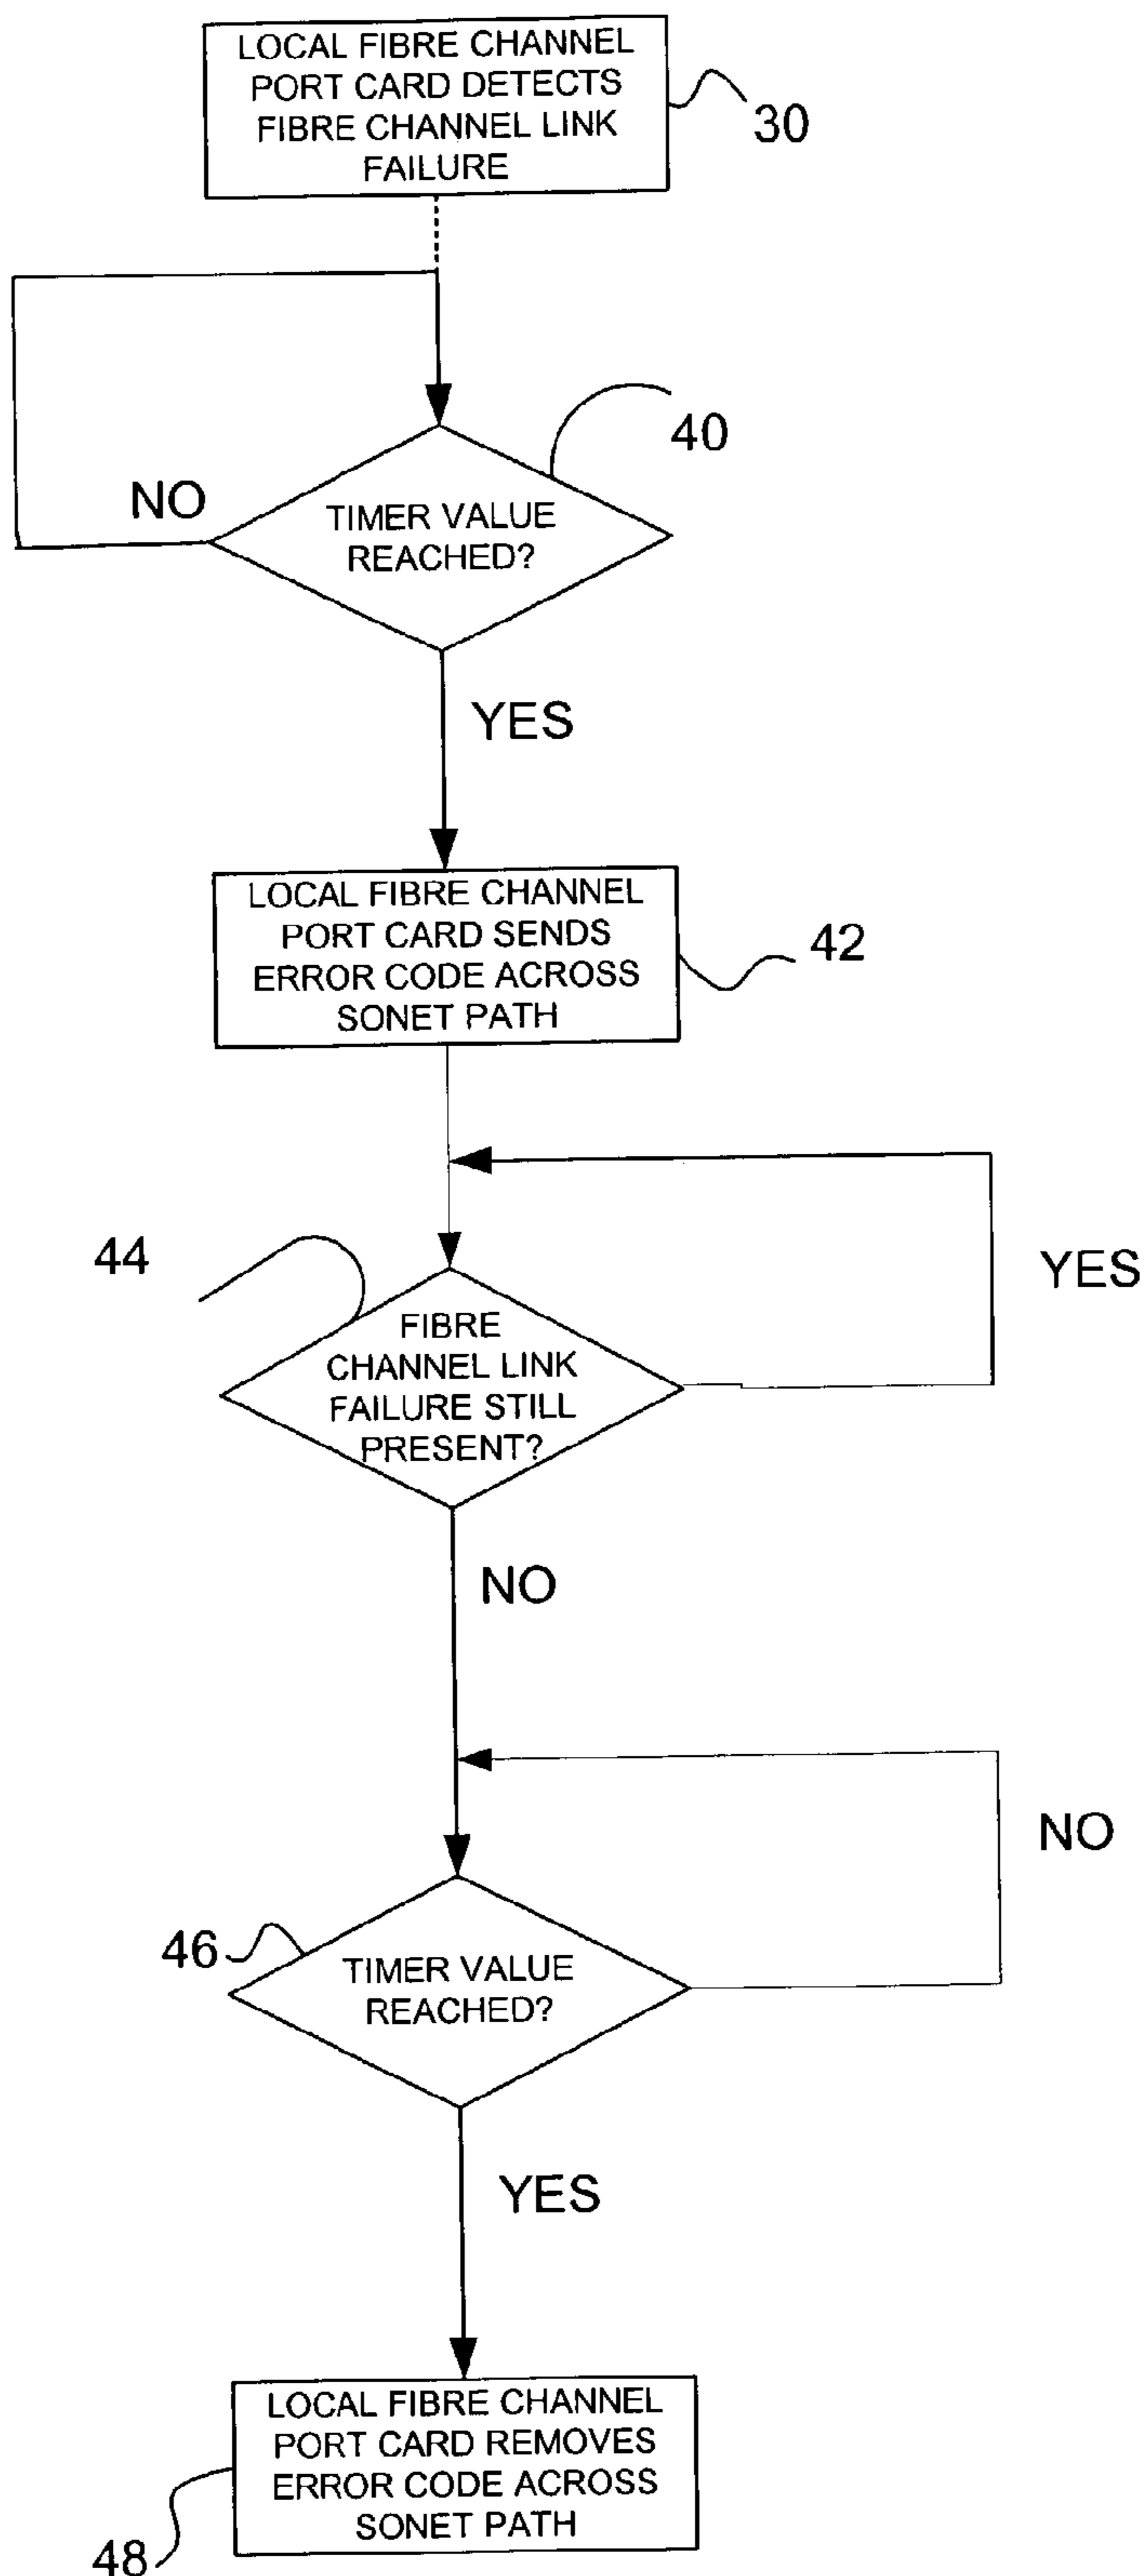 LOCAL FIBRE CHANNEL
PORT CARD DETECTS
FIBRE CHANNEL LINK
FAILURE
30
40
NO
TIMER VALUE
REACHED?
YES
LOCAL FIBRE CHANNEL
PORT CARD SENDS
ERROR CODE ACROSS
SONET PATH
42
44
YES
FIBRE
CHANNEL LINK
FAILURE STILL
PRESENT?
NO
NO
46
TIMER VALUE
REACHED?
YES
LOCAL FIBRE CHANNEL
PORT CARD REMOVES
ERROR CODE ACROSS
SONET PATH
48